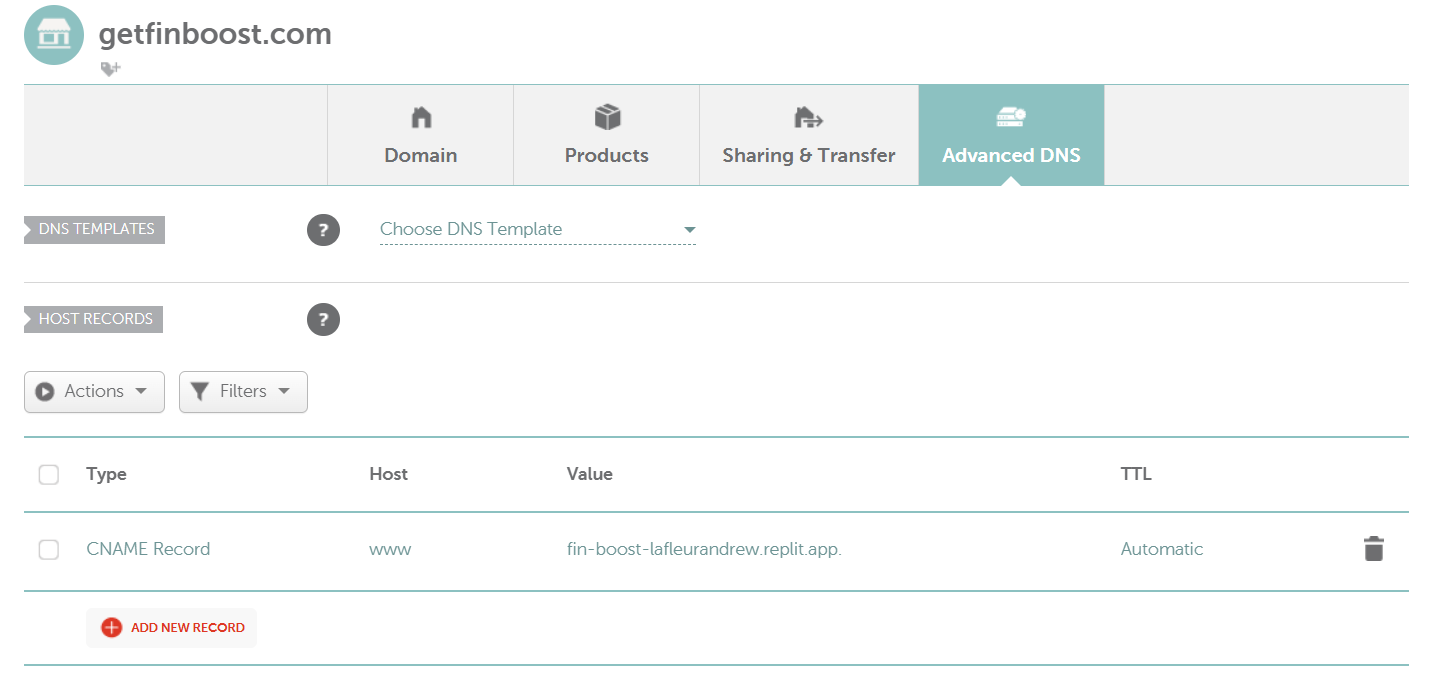 getfinboost.com
Domain
Products
Sharing & Transfer
Advanced DNS
DNS TEMPLATES
?
Choose DNS Template
HOST RECORDS
?
Actions
Filters
Type Host Value TTL
CNAME Record www fin-boost-lafleurandrew.replit.app. Automatic
ADD NEW RECORD